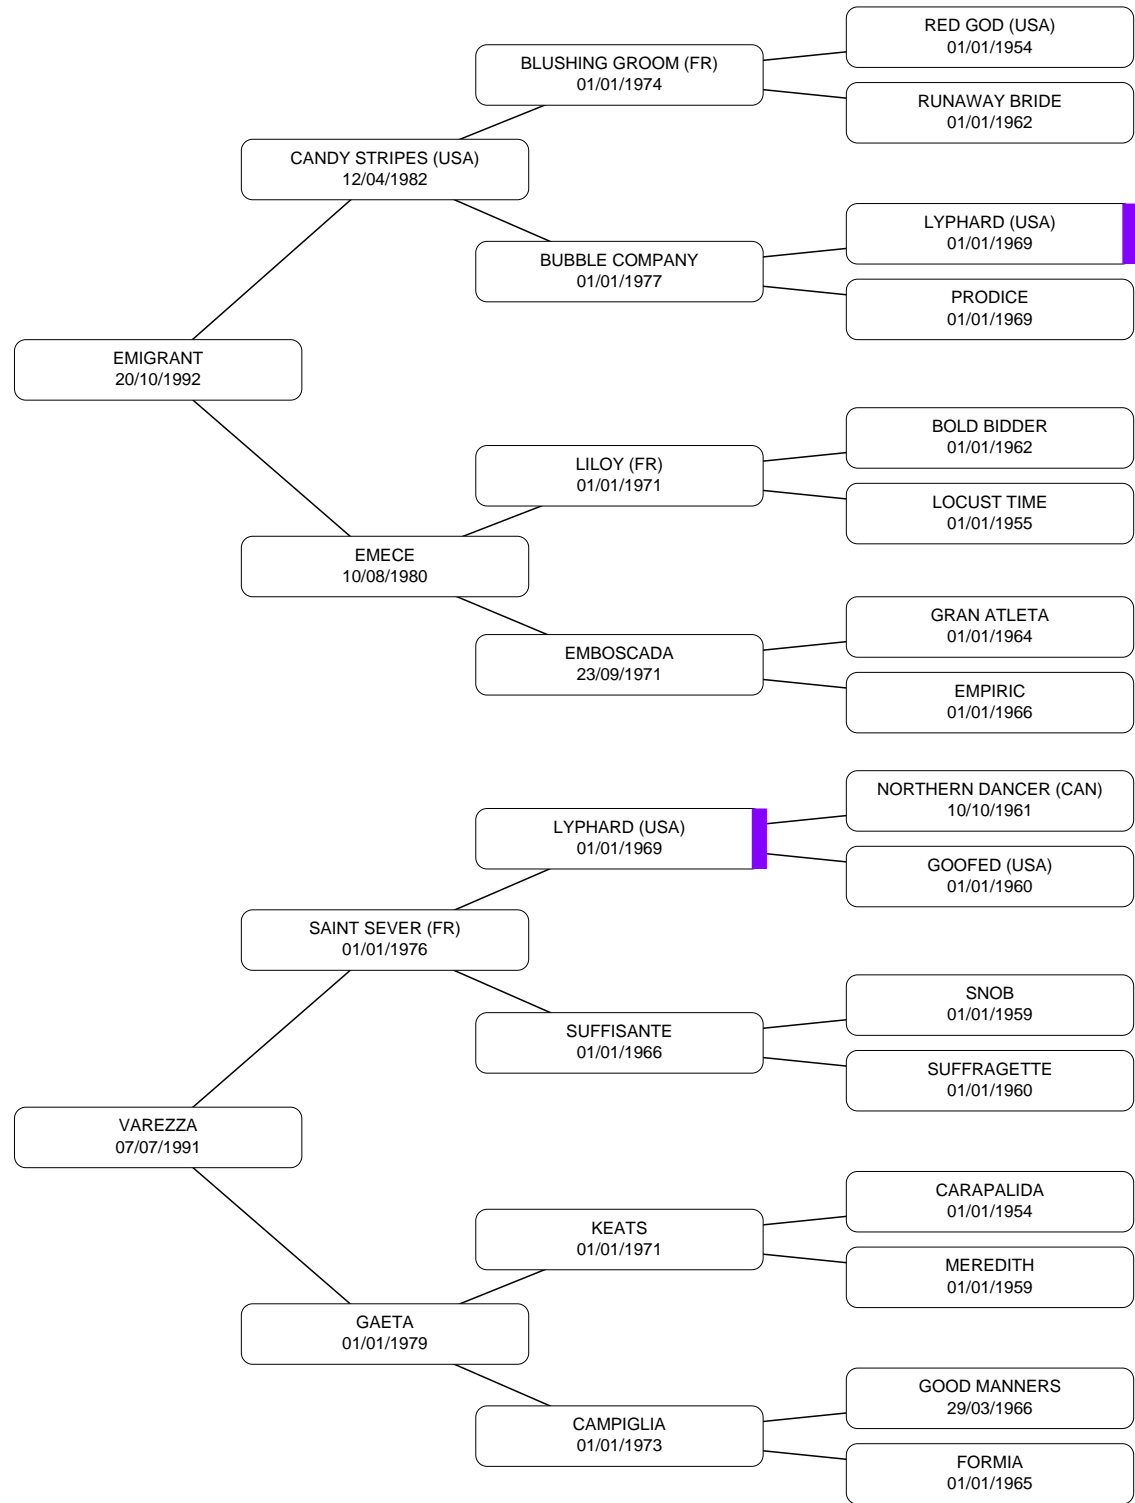 RED GOD (USA)
01/01/1954
BLUSHING GROOM (FR)
01/01/1974
RUNAWAY BRIDE
01/01/1962
CANDY STRIPES (USA)
12/04/1982
LYPHARD (USA)
01/01/1969
BUBBLE COMPANY
01/01/1977
PRODICE
01/01/1969
EMIGRANT
20/10/1992
BOLD BIDDER
01/01/1962
LILOY (FR)
01/01/1971
LOCUST TIME
01/01/1955
EMECE
10/08/1980
GRAN ATLETA
01/01/1964
EMBOSCADA
23/09/1971
EMPIRIC
01/01/1966
NORTHERN DANCER (CAN)
10/10/1961
LYPHARD (USA)
01/01/1969
GOOFED (USA)
01/01/1960
SAINT SEVER (FR)
01/01/1976
SNOB
01/01/1959
SUFFISANTE
01/01/1966
SUFFRAGETTE
01/01/1960
VAREZZA
07/07/1991
CARAPALIDA
01/01/1954
KEATS
01/01/1971
MEREDITH
01/01/1959
GAETA
01/01/1979
GOOD MANNERS
29/03/1966
CAMPIGLIA
01/01/1973
FORMIA
01/01/1965